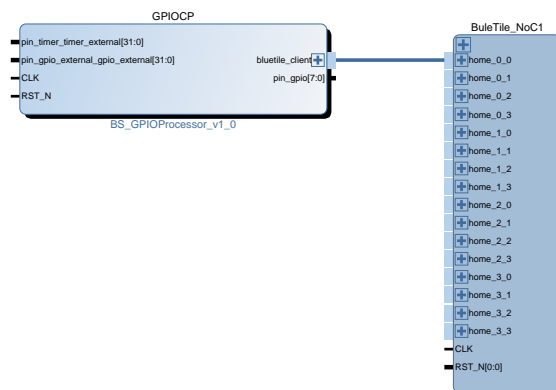 GPIOCP
pin_timer_timer_external[31:0]
pin_gpio_external_gpio_external[31:0]
CLK
RST_N
bluetile_client
pin_gpio[7:0]
BS_GPIOProcessor_v1_0
BuleTile_NoC1
home_0_0
home_0_1
home_0_2
home_0_3
home_1_0
home_1_1
home_1_2
home_1_3
home_2_0
home_2_1
home_2_2
home_2_3
home_3_0
home_3_1
home_3_2
home_3_3
CLK
RST_N[0:0]